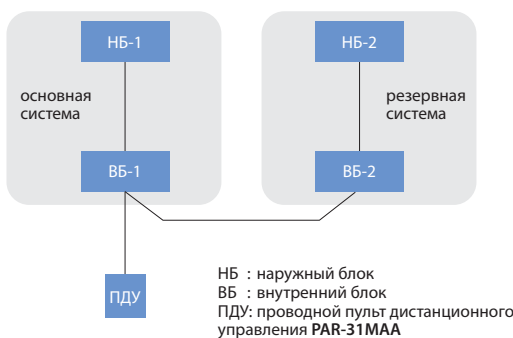 НБ-1
НБ-2
основная
система
резервная
система
ВБ-1
ВБ-2
ПДУ
НБ : наружный блок
ВБ : внутренний блок
ПДУ: проводной пульт дистанционного
управления PAR-31MAA